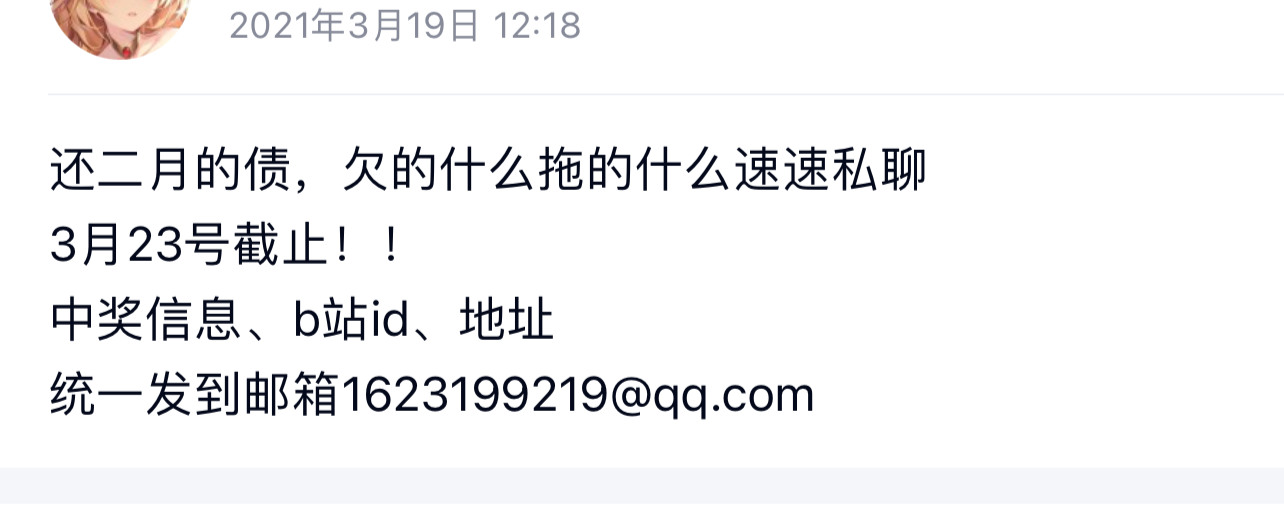 2021年3月19日 12:18
还二月的债，欠的什么拖的什么速速私聊
3月23号截止！！
中奖信息、b站id、地址
统一发到邮箱1623199219@qq.com